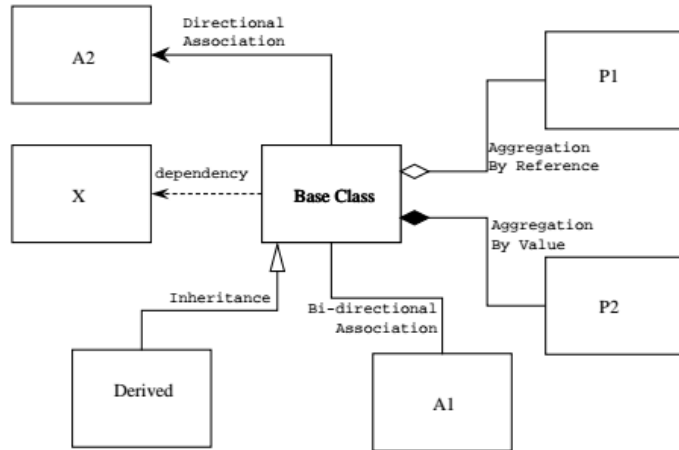 Directional
Association
A2
P1
Aggregation
By Reference
dependency
X
Base Class
Aggregation
By Value
Inheritance
Bi-directional
Association
P2
Derived
A1